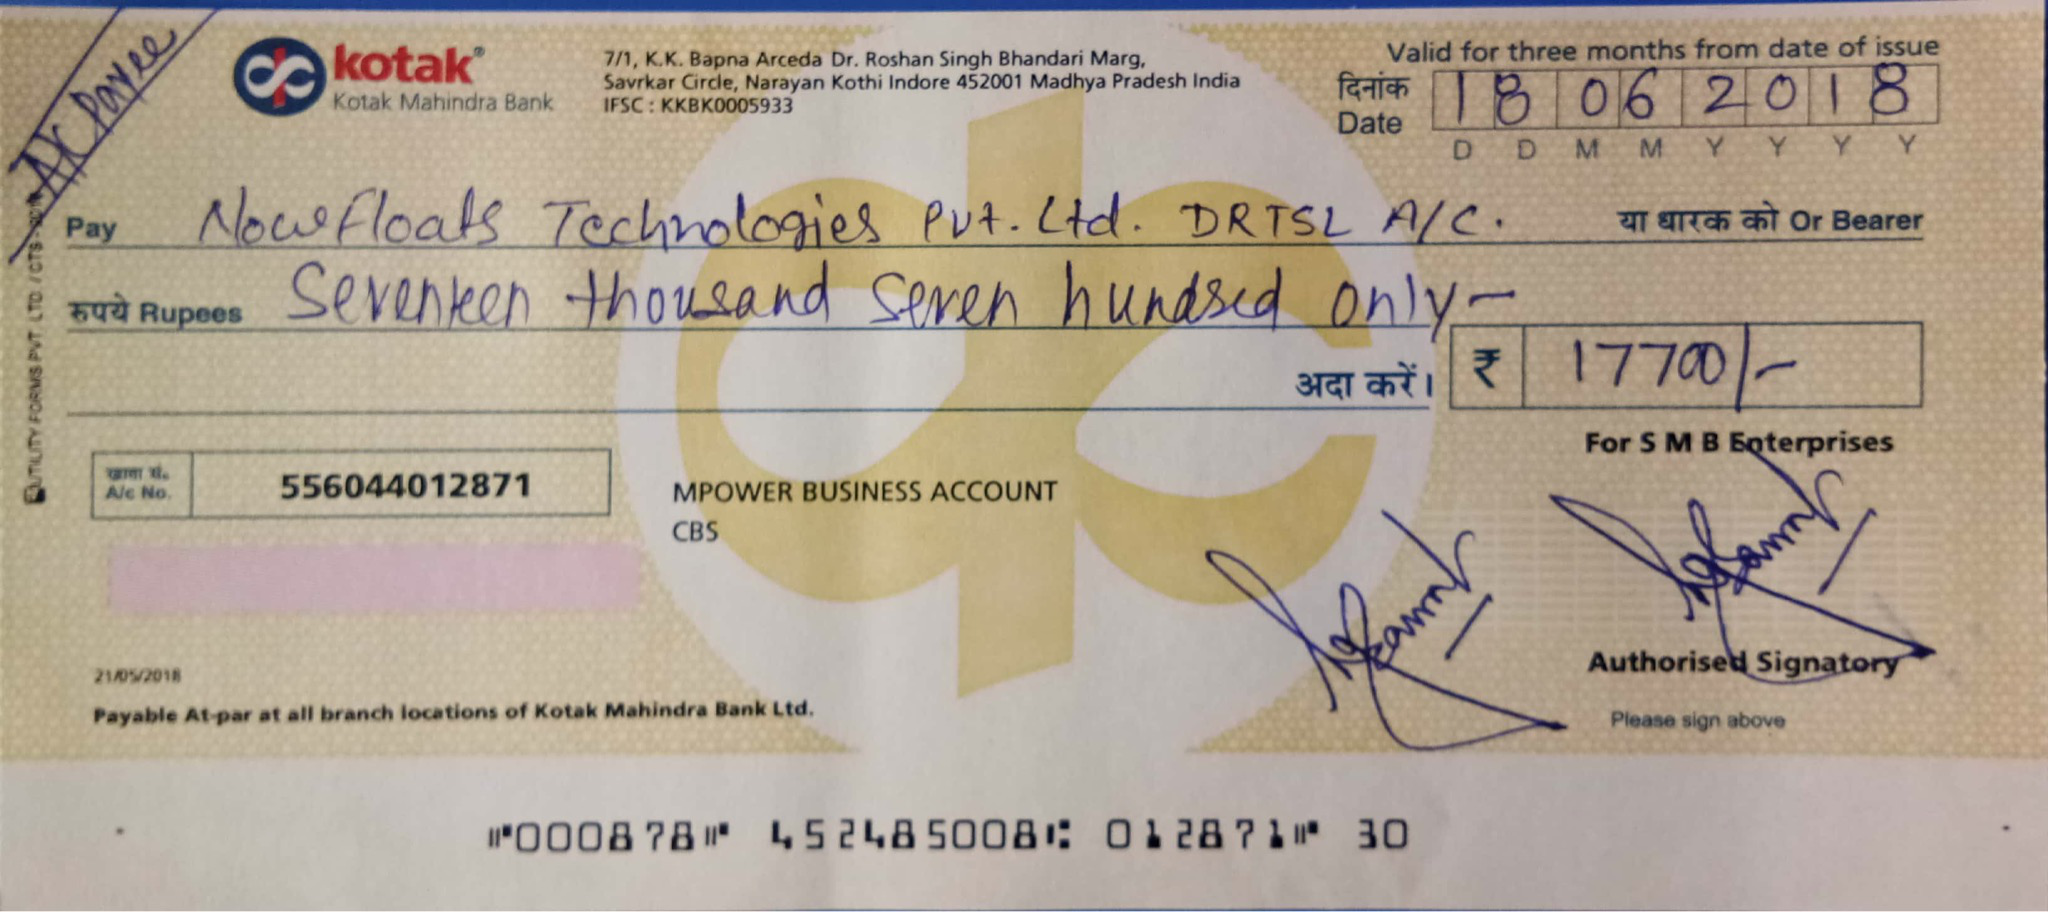 A/C Payee
kotak®
Kotak Mahindra Bank
7/1, K.K. Bapna Arceda Dr. Roshan Singh Bhandari Marg,
Savrkar Circle, Narayan Kothi Indore 452001 Madhya Pradesh India
IFSC : KKBK0005933
Valid for three months from date of issue
दिनांक
Date
18 06 2018
D D M M Y Y Y Y
Pay Nowfloats Technologies Pvt. Ltd. DRTSL A/C. या धारक को Or Bearer
रुपये Rupees Seventeen thousand Seven hundred only-
अदा करें। ₹ 17700/-
For S M B Enterprises
खाता सं.
A/c No.
556044012871
MPOWER BUSINESS ACCOUNT
CBS
Authorised Signatory
Please sign above
21/05/2018
Payable At-par at all branch locations of Kotak Mahindra Bank Ltd.
UTILITY FORMS PVT. LTD. / CTS-
⑈000878⑈ 452485008⑆ 012871⑈ 30